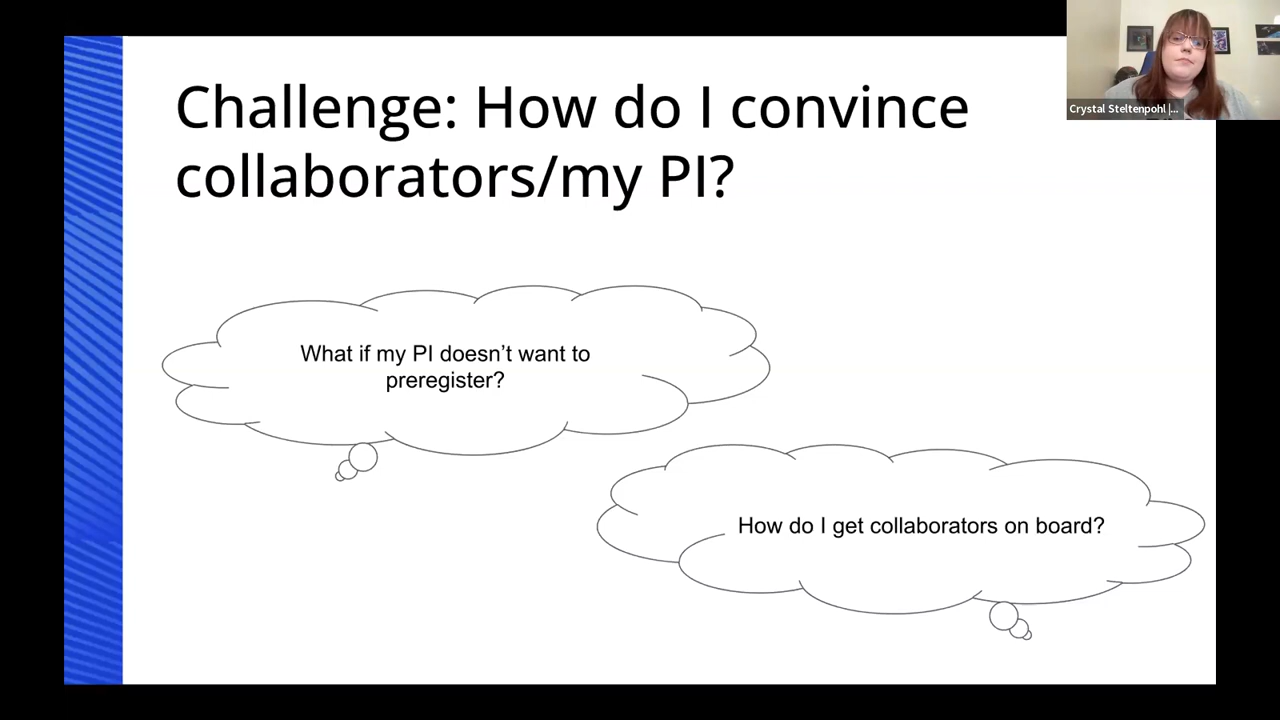 Challenge: How do I convince
collaborators/my PI?
Crystal Steltenpohl |...
What if my PI doesn’t want to
preregister?
How do I get collaborators on board?